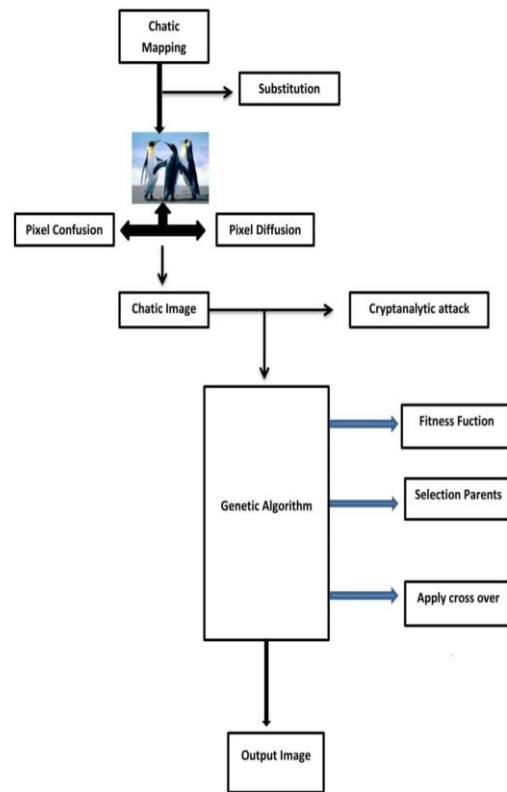 Chatic
Mapping
Substitution
Pixel Confusion
Pixel Diffusion
Chatic Image
Cryptanalytic attack
Fitness Fuction
Genetic Algorithm
Selection Parents
Apply cross over
Output Image